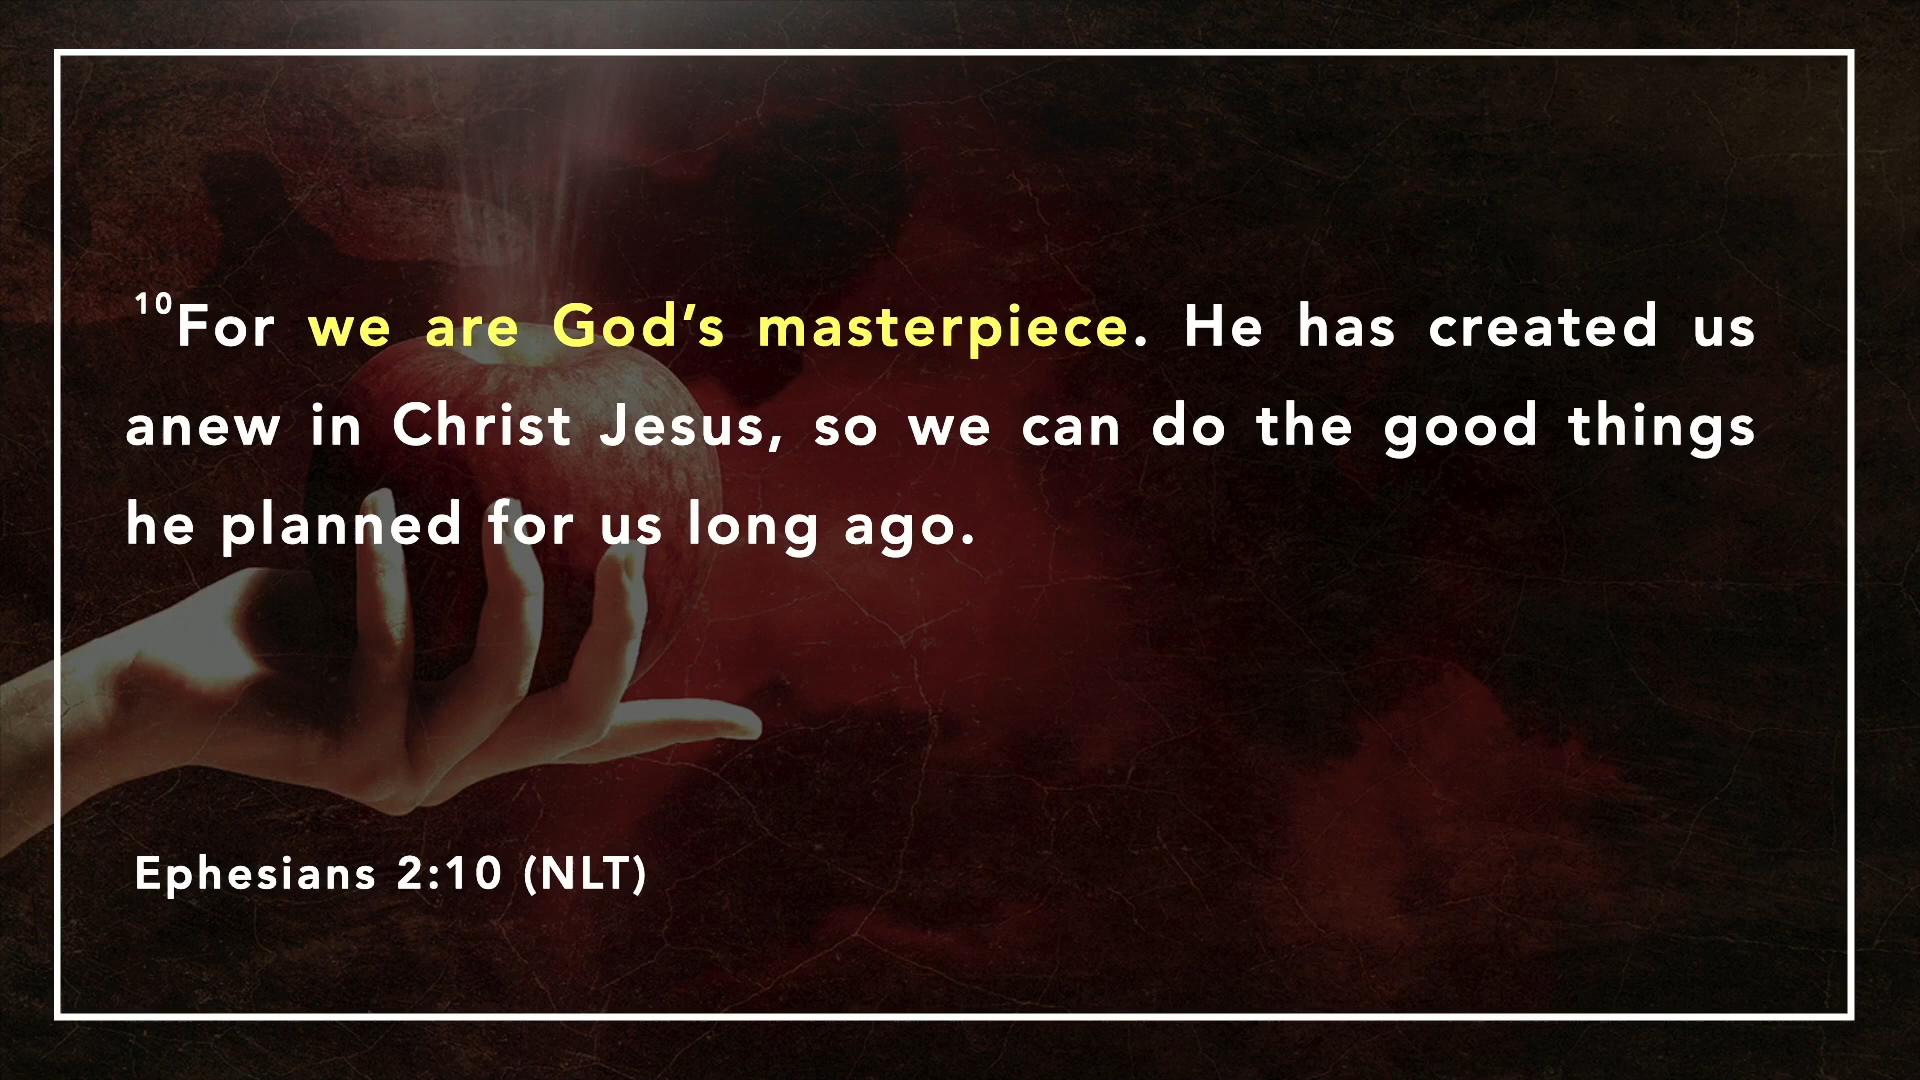 ¹⁰For we are God’s masterpiece. He has created us
anew in Christ Jesus, so we can do the good things
he planned for us long ago.
Ephesians 2:10 (NLT)